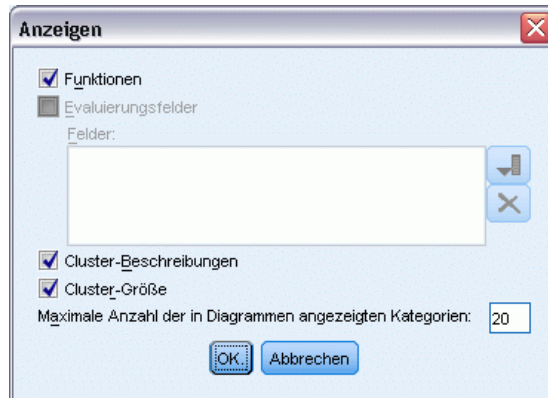 Anzeigen
Funktionen
Evaluierungsfelder
Felder:
Cluster-Beschreibungen
Cluster-Größe
Maximale Anzahl der in Diagrammen angezeigten Kategorien: 20
OK. Abbrechen